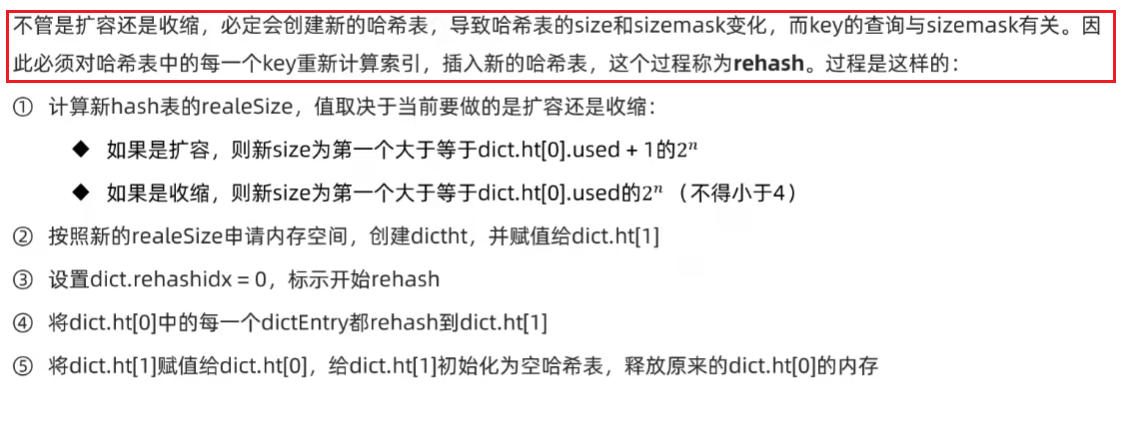 不管是扩容还是收缩，必定会创建新的哈希表，导致哈希表的size和sizemask变化，而key的查询与sizemask有关。因
此必须对哈希表中的每一个key重新计算索引，插入新的哈希表，这个过程称为rehash。过程是这样的：
① 计算新hash表的realeSize，值取决于当前要做的是扩容还是收缩：
◆ 如果是扩容，则新size为第一个大于等于dict.ht[0].used + 1的2ⁿ
◆ 如果是收缩，则新size为第一个大于等于dict.ht[0].used的2ⁿ （不得小于4）
② 按照新的realeSize申请内存空间，创建dictht，并赋值给dict.ht[1]
③ 设置dict.rehashidx = 0，标示开始rehash
④ 将dict.ht[0]中的每一个dictEntry都rehash到dict.ht[1]
⑤ 将dict.ht[1]赋值给dict.ht[0]，给dict.ht[1]初始化为空哈希表，释放原来的dict.ht[0]的内存